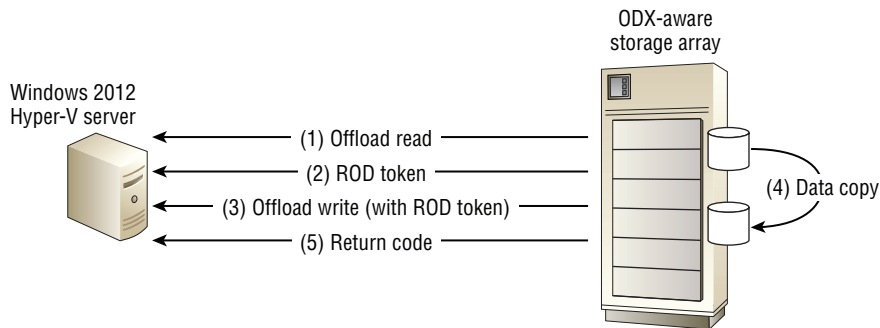 ODX-aware
storage array
Windows 2012
Hyper-V server
(1) Offload read
(2) ROD token
(3) Offload write (with ROD token)
(4) Data copy
(5) Return code